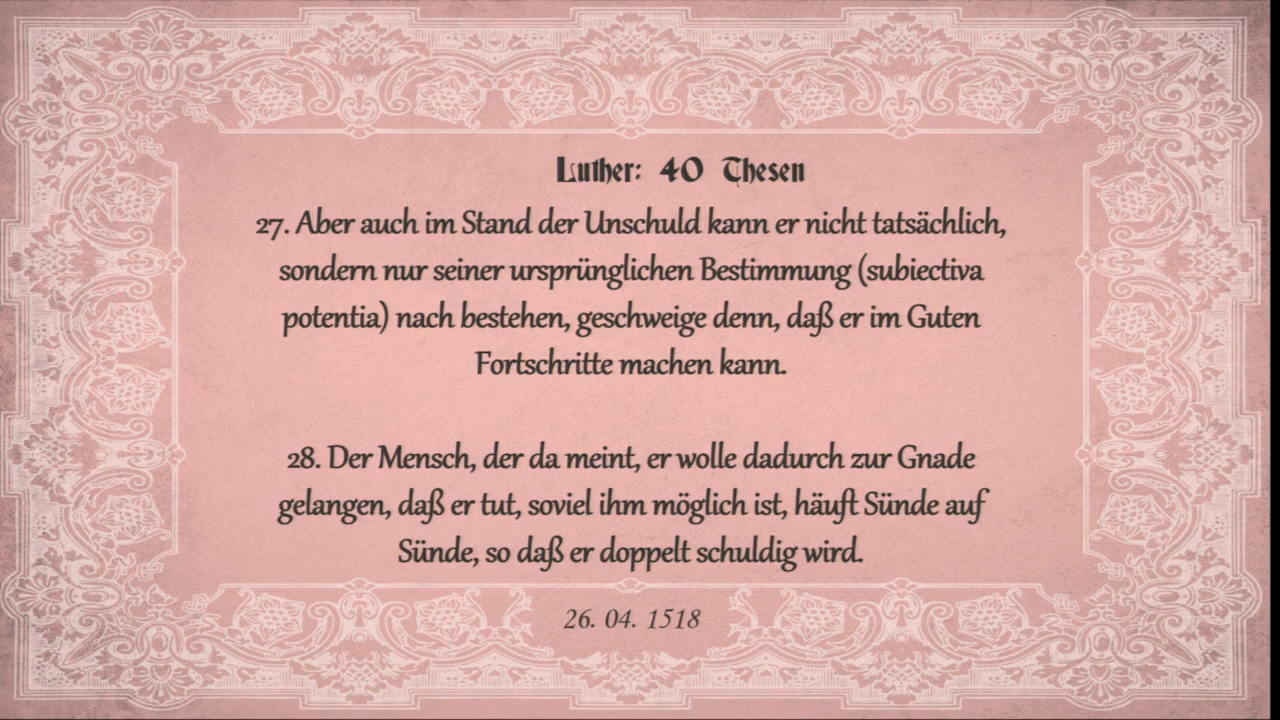 Luther: 40 Thesen
27. Aber auch im Stand der Unschuld kann er nicht tatsächlich,
sondern nur seiner ursprünglichen Bestimmung (subiectiva
potentia) nach bestehen, geschweige denn, daß er im Guten
Fortschritte machen kann.
28. Der Mensch, der da meint, er wolle dadurch zur Gnade
gelangen, daß er tut, soviel ihm möglich ist, häuft Sünde auf
Sünde, so daß er doppelt schuldig wird.
26. 04. 1518